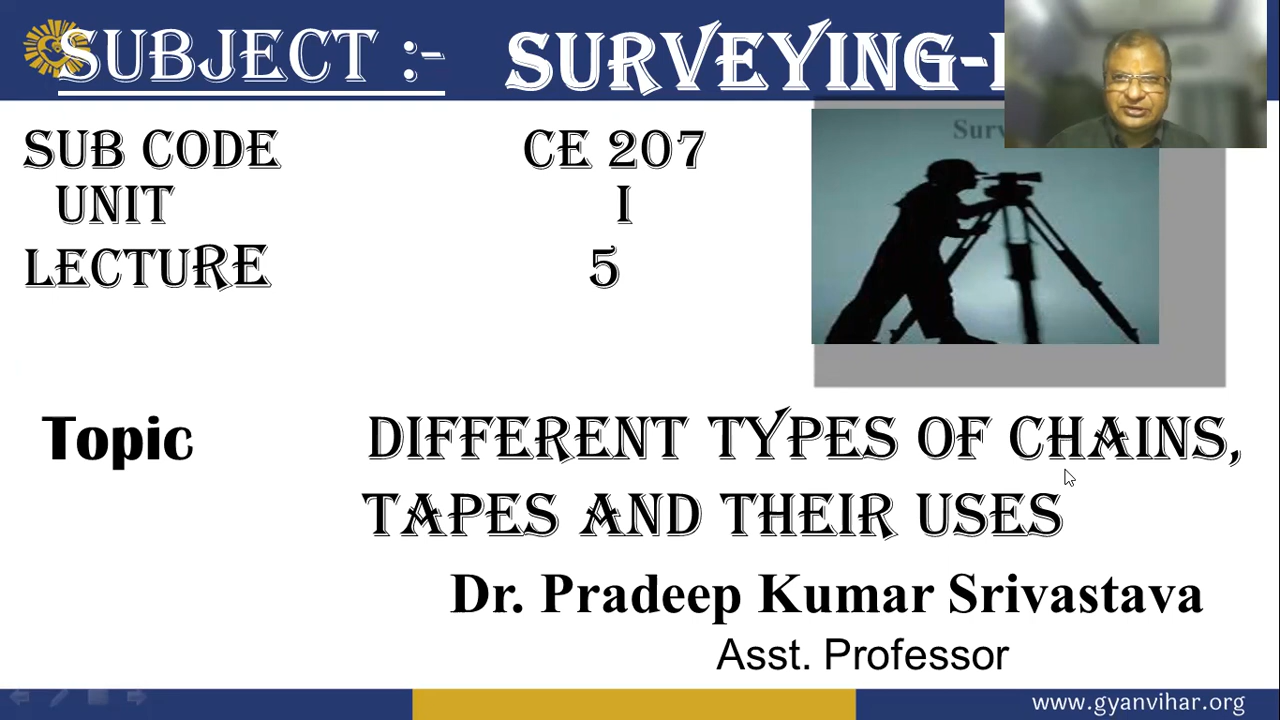 SUBJECT :- SURVEYING-I
SUB CODE CE 207
UNIT I
LECTURE 5
Topic DIFFERENT TYPES OF CHAINS,
TAPES AND THEIR USES
Dr. Pradeep Kumar Srivastava
Asst. Professor
www.gyanvihar.org